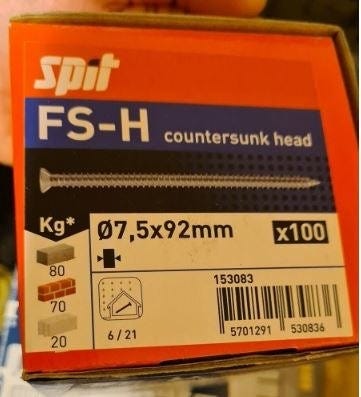 Spit
FS-H countersunk head
Kg*
Ø7,5x92mm
x100
80
70
20
6 / 21
153083
5701291 530836